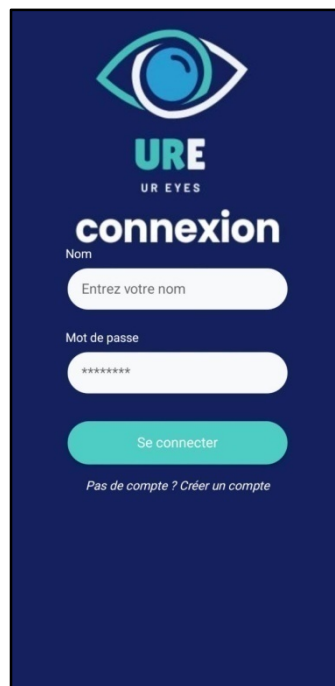 URE
UR EYES
connexion
Nom
Entrez votre nom
Mot de passe
********
Se connecter
Pas de compte ? Créer un compte